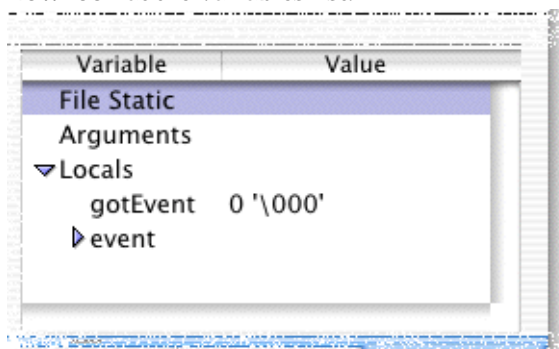 Variable Value
File Static
Arguments
Locals
gotEvent 0 '\000'
event